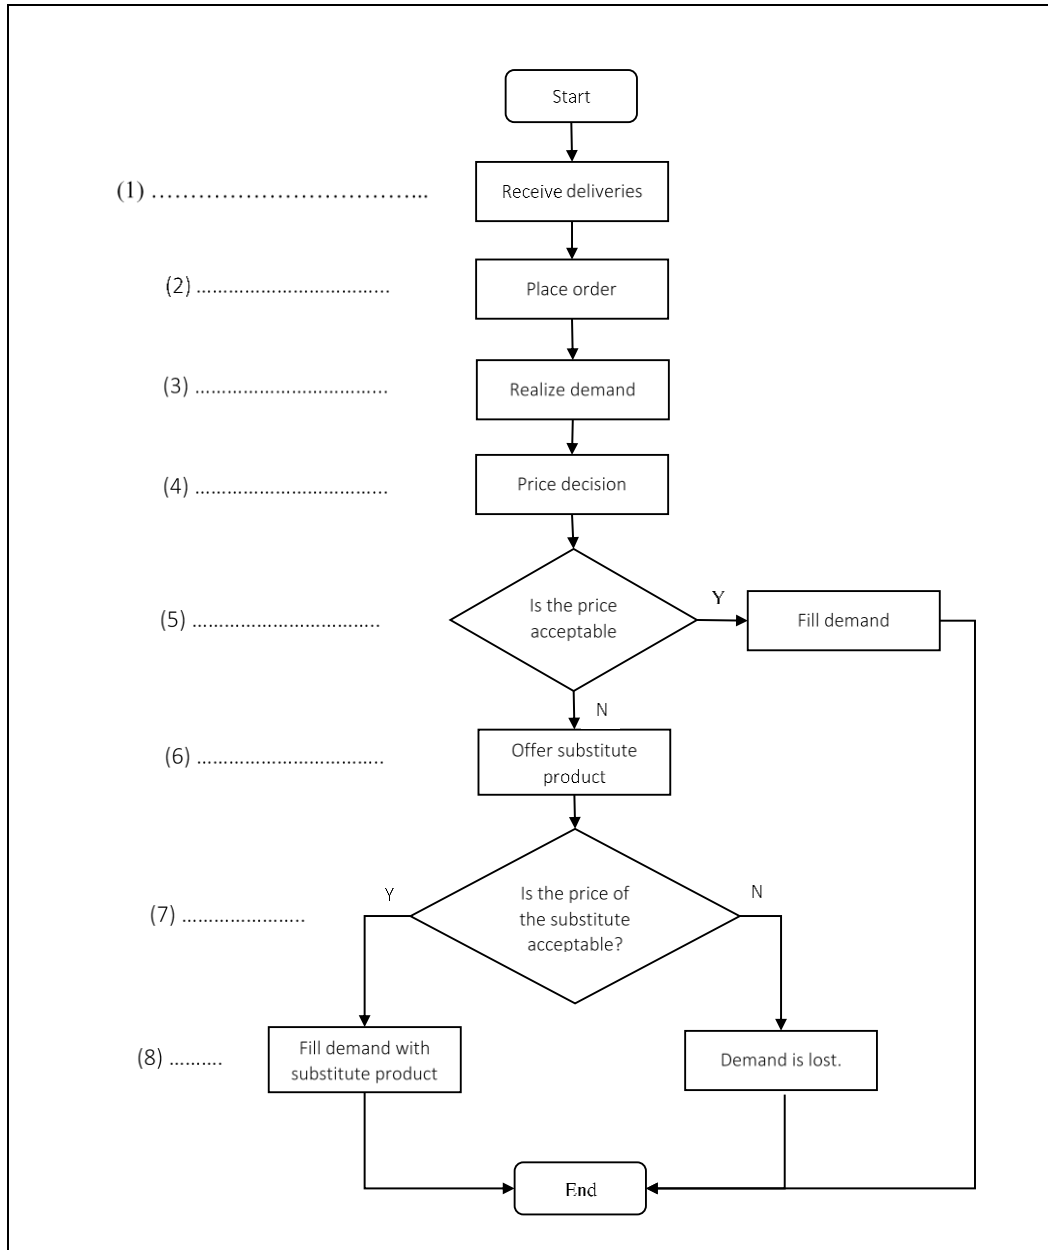 Start
(1) ……………………………...
Receive deliveries
(2) ………………………………
Place order
(3) ………………………………
Realize demand
(4) ………………………………
Price decision
(5) ……………………………..
Is the price
acceptable
Y
Fill demand
N
(6) ……………………………..
Offer substitute
product
(7) …………………..
Is the price of
the substitute
acceptable?
Y
N
(8) ……….
Fill demand with
substitute product
Demand is lost.
End